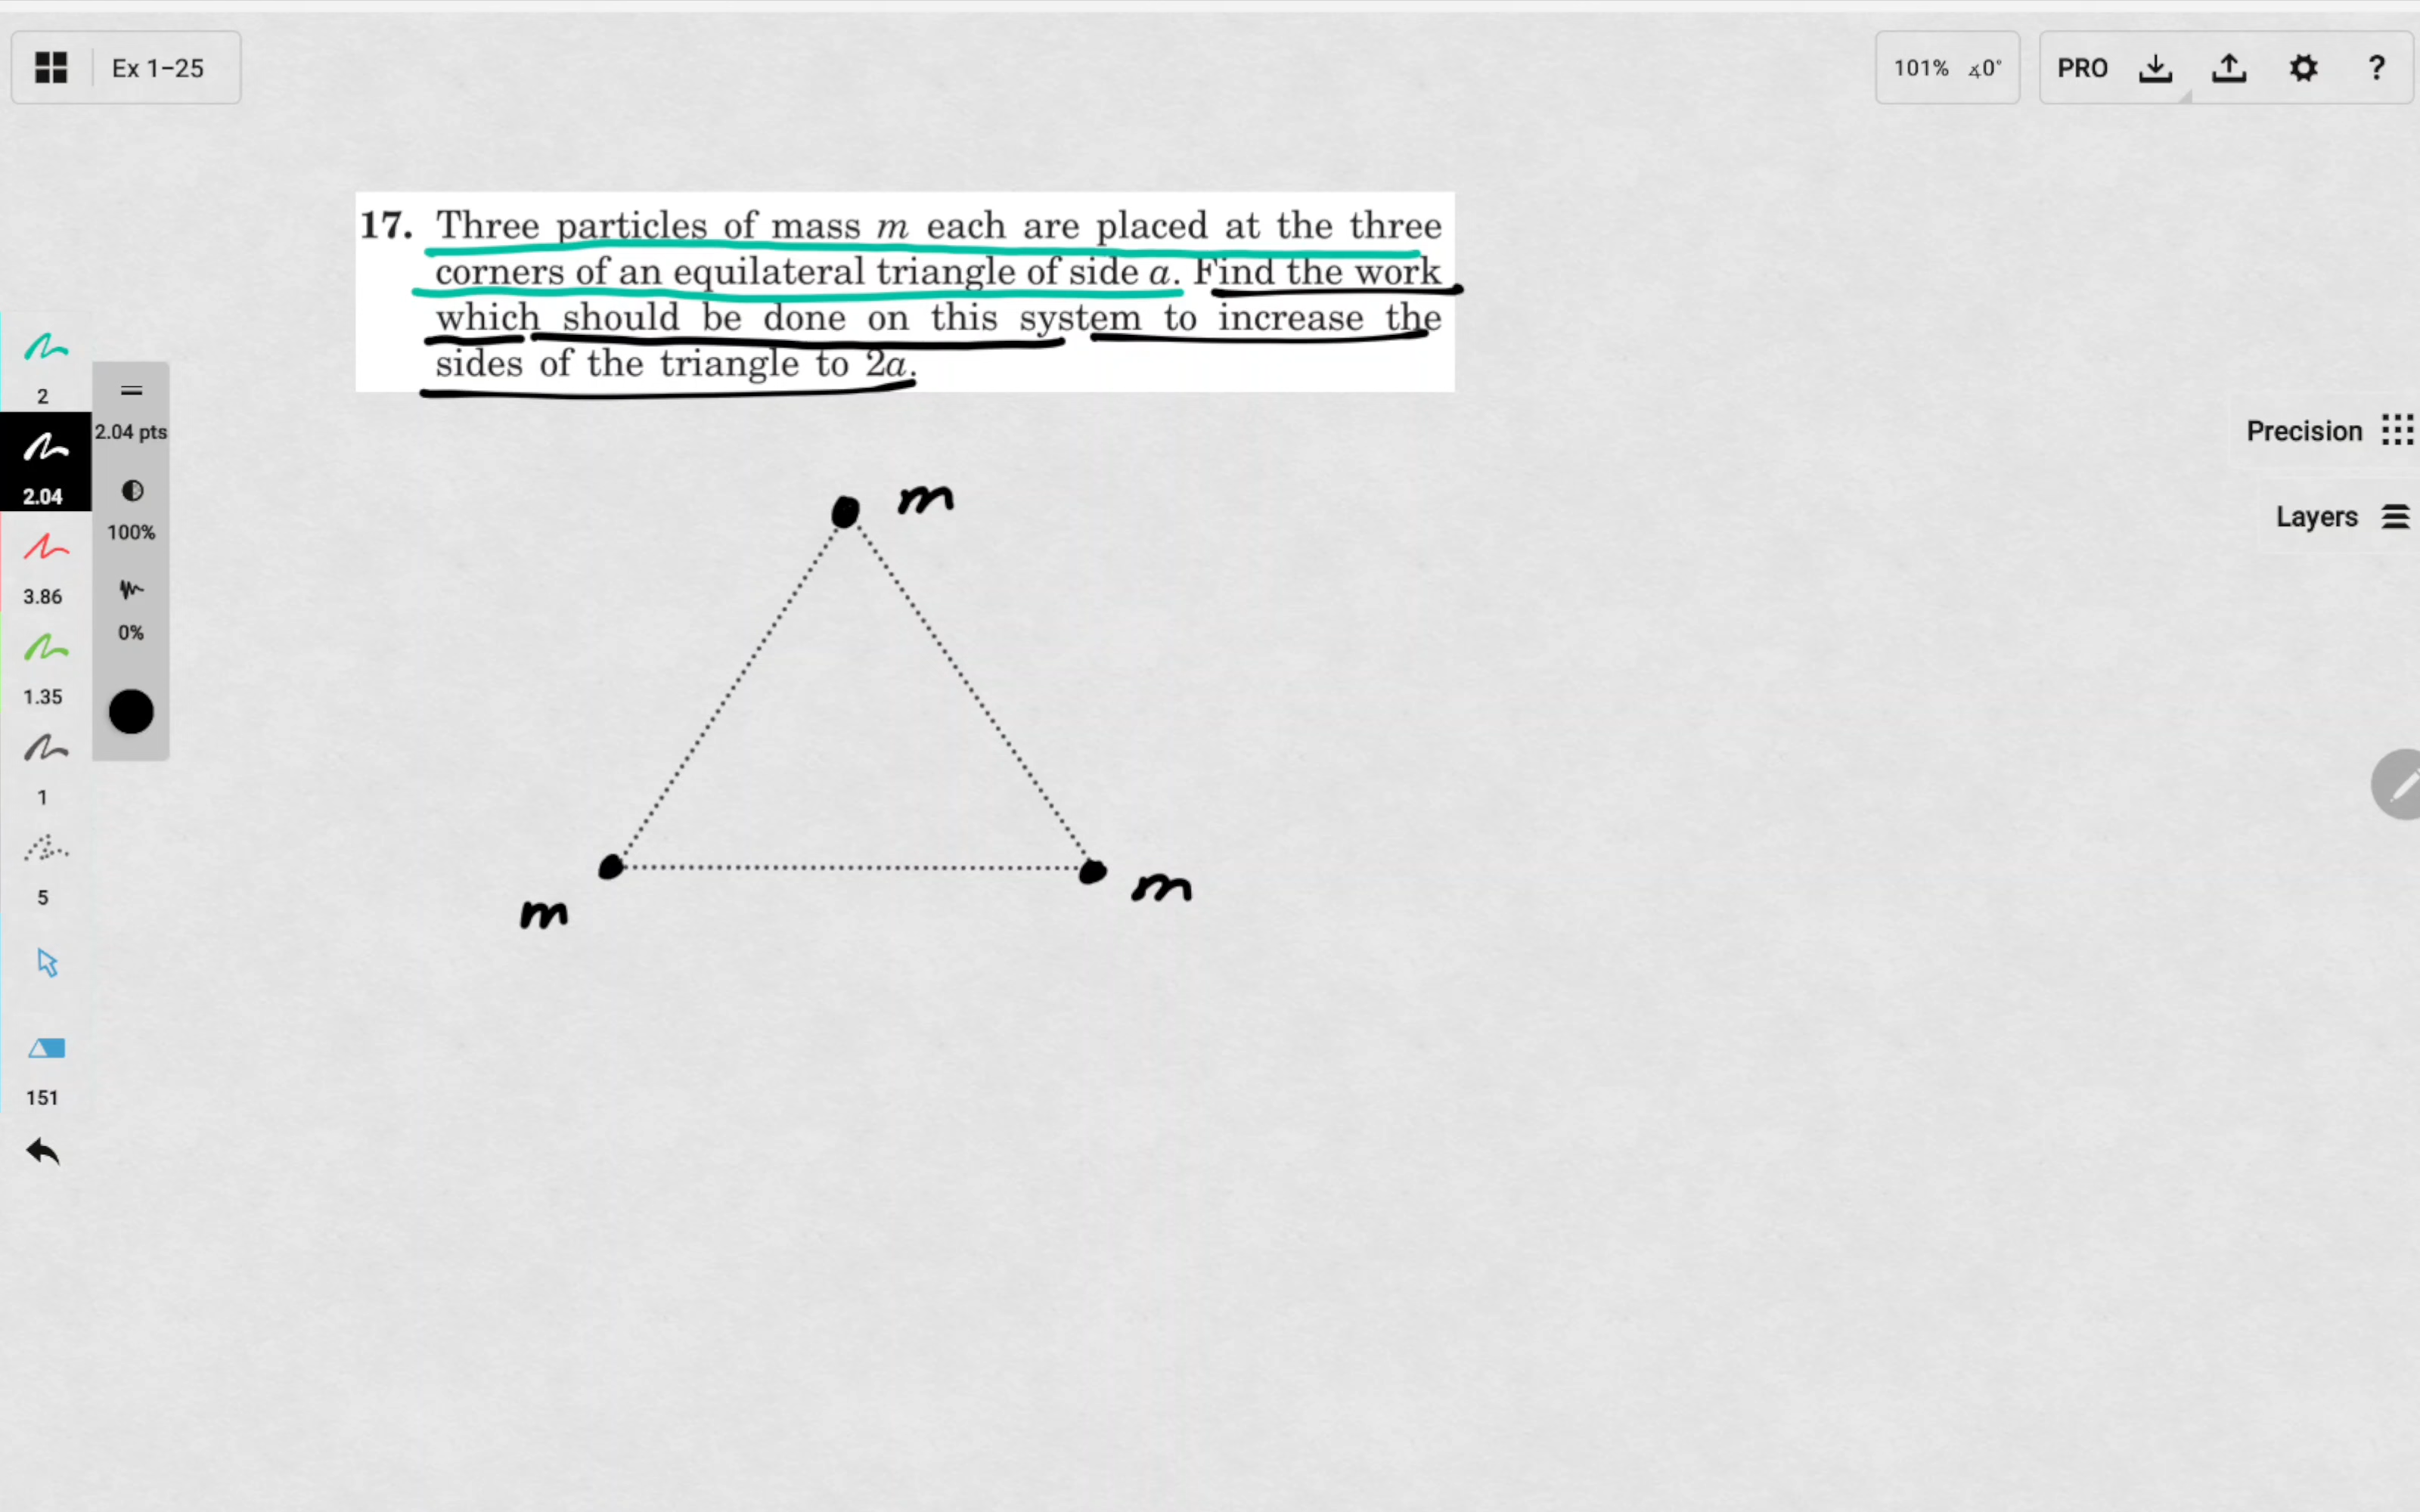 Ex 1–25
101% ∡0°
PRO
?
17. Three particles of mass m each are placed at the three
corners of an equilateral triangle of side a. Find the work
which should be done on this system to increase the
sides of the triangle to 2a.
2
2.04 pts
2.04
100%
3.86
0%
1.35
1
5
151
Precision
Layers
m
m
m